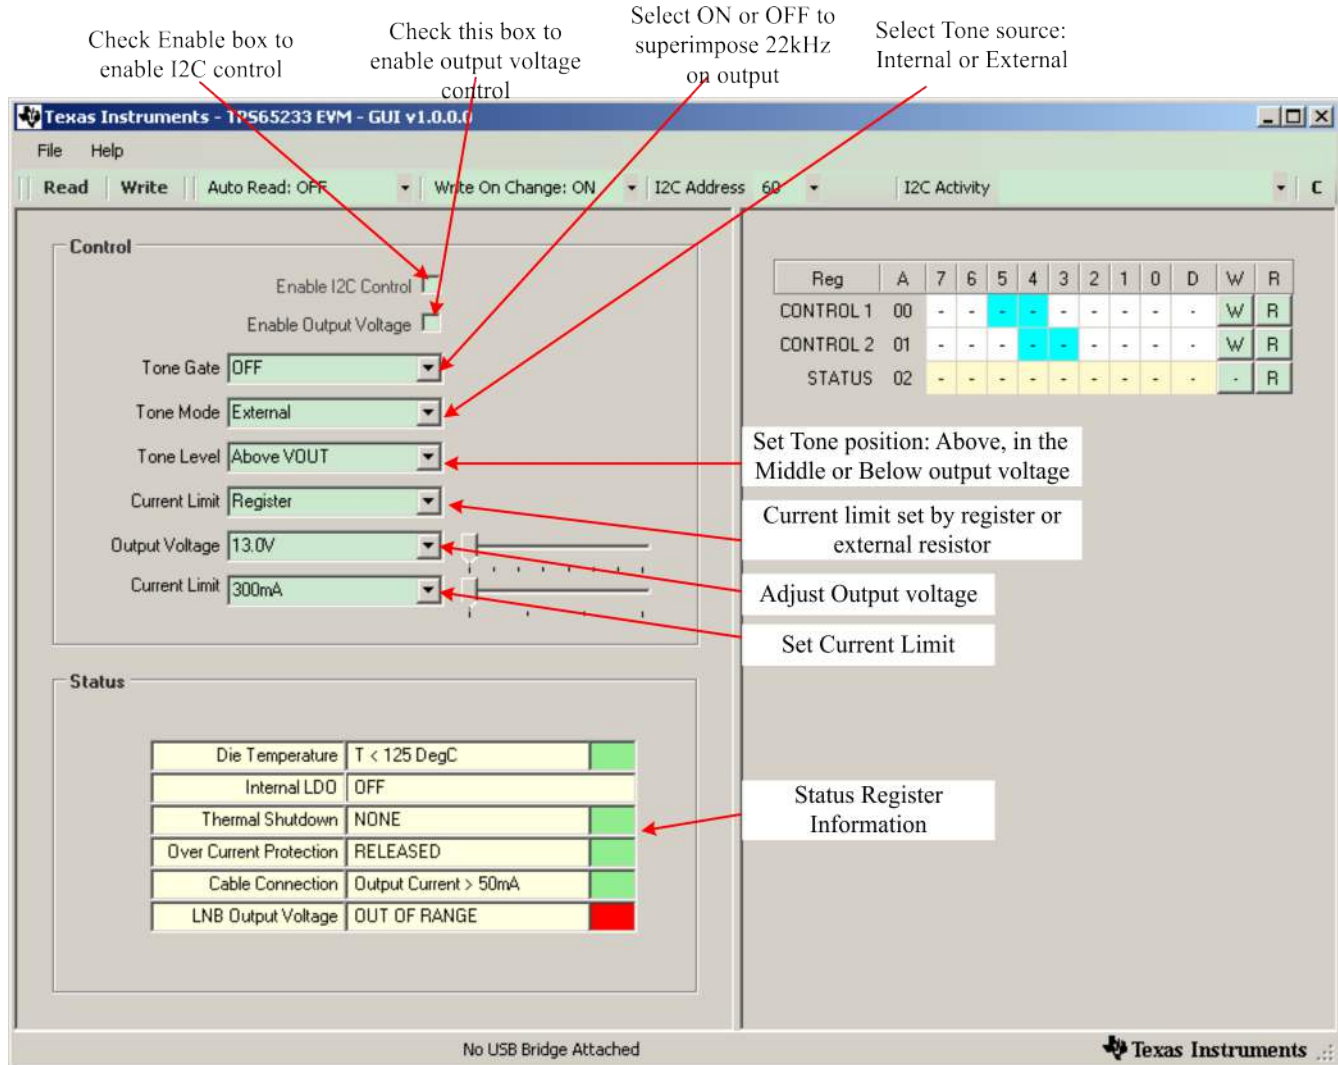 Check Enable box to
enable I2C control
Check this box to
enable output voltage
control
Select ON or OFF to
superimpose 22kHz
on output
Select Tone source:
Internal or External
Texas Instruments - TPS65233 EVM - GUI v1.0.0.0
File Help
Read Write Auto Read: OFF Write On Change: ON I2C Address 60 I2C Activity C
Control
Enable I2C Control
Enable Output Voltage
Tone Gate OFF
Tone Mode External
Tone Level Above VOUT
Current Limit Register
Output Voltage 13.0V
Current Limit 300mA
Reg A 7 6 5 4 3 2 1 0 D W R
CONTROL 1 00 - - - - - - - - - W R
CONTROL 2 01 - - - - - - - - - W R
STATUS 02 - - - - - - - - - - R
Set Tone position: Above, in the
Middle or Below output voltage
Current limit set by register or
external resistor
Adjust Output voltage
Set Current Limit
Status
Die Temperature T < 125 DegC
Internal LDO OFF
Thermal Shutdown NONE
Over Current Protection RELEASED
Cable Connection Output Current > 50mA
LNB Output Voltage OUT OF RANGE
Status Register
Information
No USB Bridge Attached
Texas Instruments